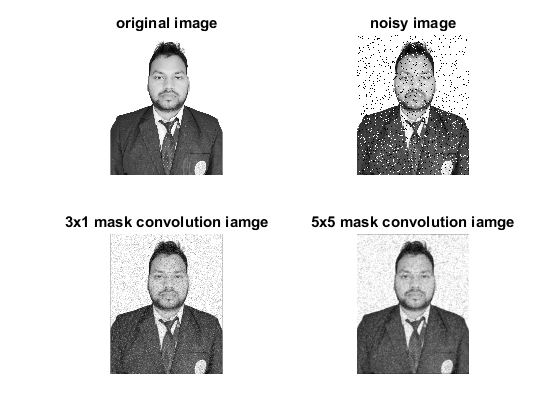 original image
noisy image
3x1 mask convolution iamge
5x5 mask convolution iamge